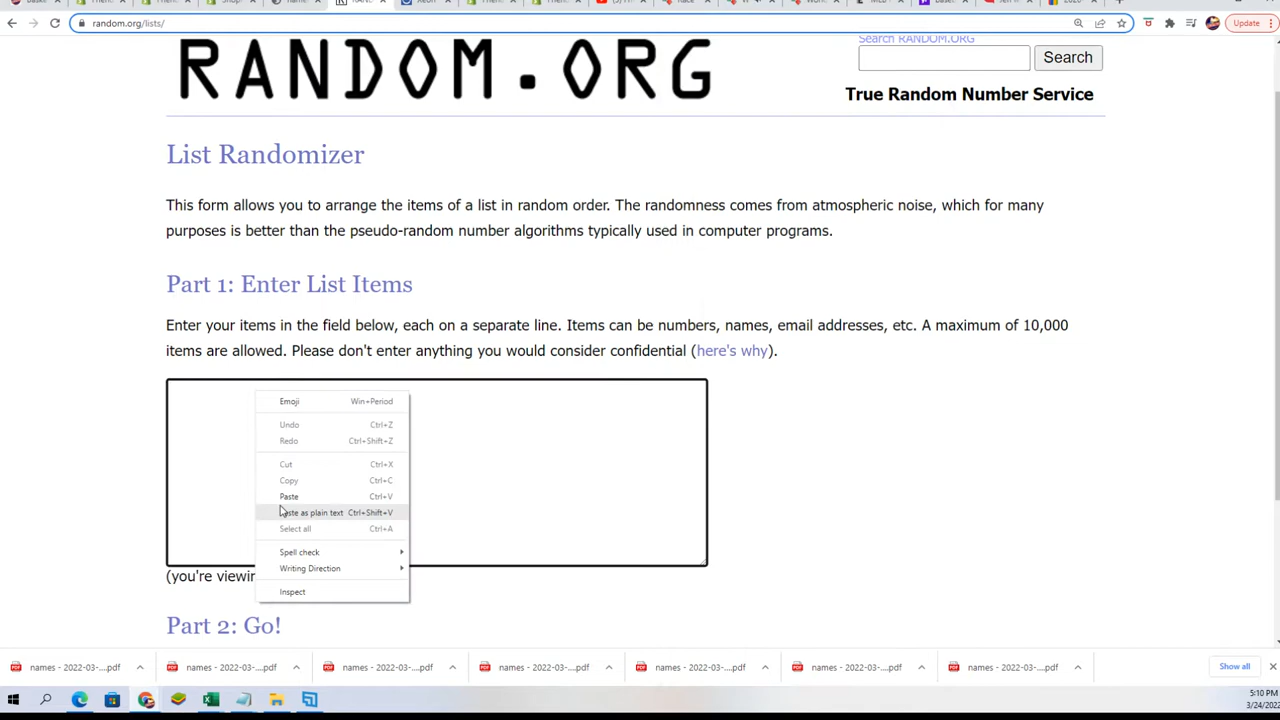 random.org/lists/
Update
RANDOM.ORG
Search RANDOM.ORG
Search
True Random Number Service
List Randomizer
This form allows you to arrange the items of a list in random order. The randomness comes from atmospheric noise, which for many
purposes is better than the pseudo-random number algorithms typically used in computer programs.
Part 1: Enter List Items
Enter your items in the field below, each on a separate line. Items can be numbers, names, email addresses, etc. A maximum of 10,000
items are allowed. Please don't enter anything you would consider confidential (here's why).
Emoji Win+Period
Undo Ctrl+Z
Redo Ctrl+Shift+Z
Cut Ctrl+X
Copy Ctrl+C
Paste Ctrl+V
as plain text Ctrl+Shift+V
Select all Ctrl+A
Spell check
Writing Direction
Inspect
(you're
Part 2: Go!
names - 2022-03-....pdf names - 2022-03-....pdf names - 2022-03-....pdf names - 2022-03-....pdf names - 2022-03-....pdf names - 2022-03-....pdf names - 2022-03-....pdf Show all
5:10 PM